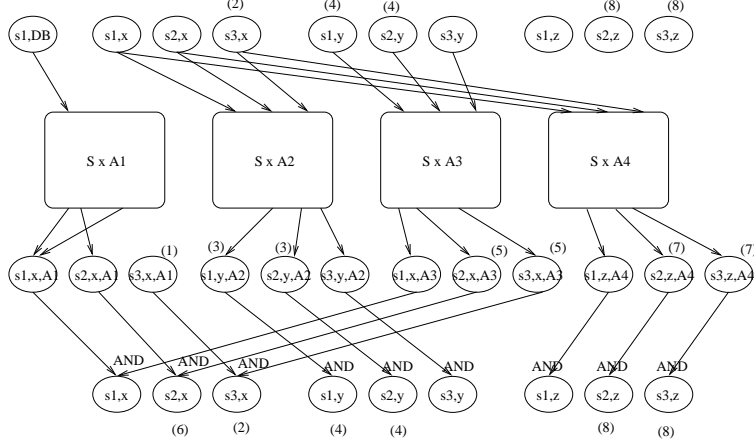 (2) (4) (4) (8) (8)
s1,DB s1,x s2,x s3,x s1,y s2,y s3,y s1,z s2,z s3,z
S x A1 S x A2 S x A3 S x A4
(1) (3) (3) (5) (5) (7) (7)
s1,x,A1 s2,x,A1 s3,x,A1 s1,y,A2 s2,y,A2 s3,y,A2 s1,x,A3 s2,x,A3 s3,x,A3 s1,z,A4 s2,z,A4 s3,z,A4
AND AND AND AND AND AND AND AND AND
s1,x s2,x s3,x s1,y s2,y s3,y s1,z s2,z s3,z
(6) (2) (4) (4) (8) (8)